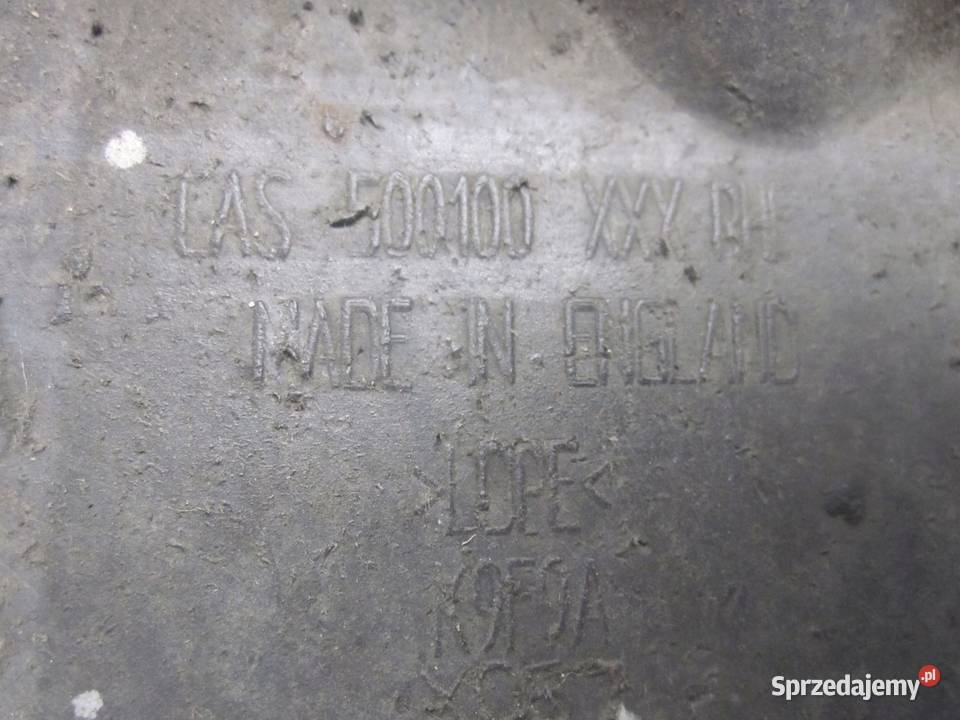 CAS 500100 XXX RH
MADE IN ENGLAND
>LDPE<
K9F9A
Sprzedajemy.pl